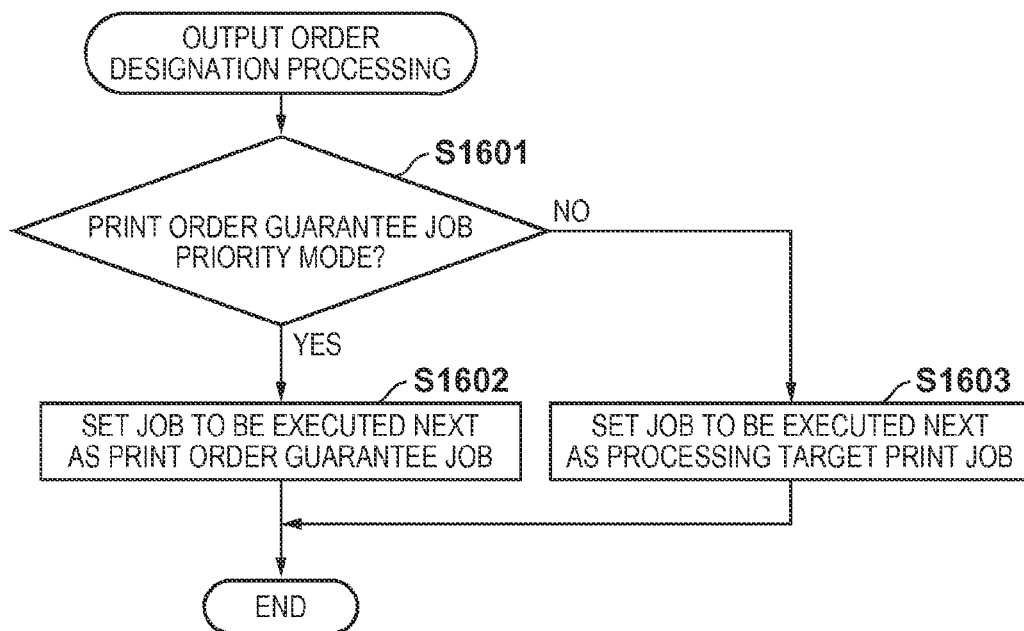 OUTPUT ORDER
DESIGNATION PROCESSING
S1601
PRINT ORDER GUARANTEE JOB
PRIORITY MODE?
NO
YES
S1602
SET JOB TO BE EXECUTED NEXT
AS PRINT ORDER GUARANTEE JOB
S1603
SET JOB TO BE EXECUTED NEXT
AS PROCESSING TARGET PRINT JOB
END